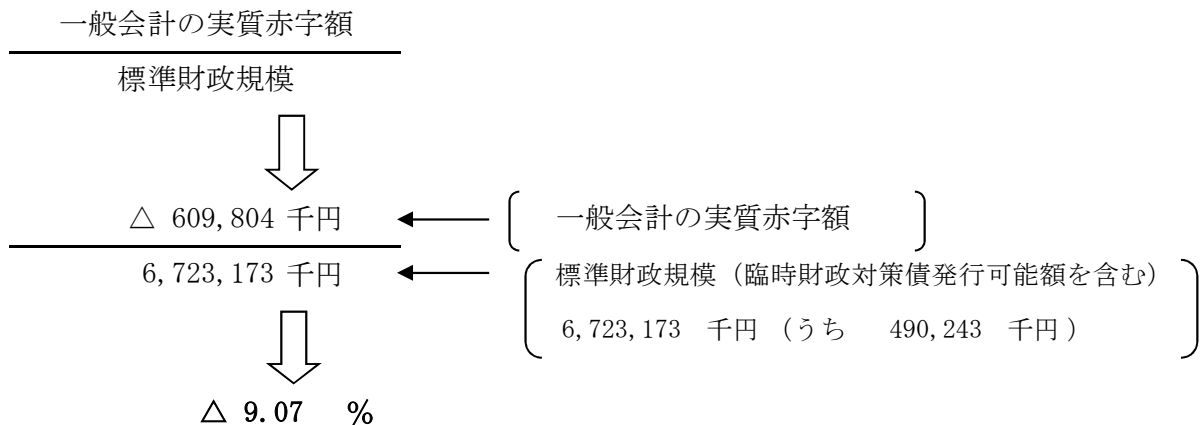 一般会計の実質赤字額
標準財政規模
△ 609,804 千円
一般会計の実質赤字額
6,723,173 千円
標準財政規模（臨時財政対策債発行可能額を含む）
6,723,173 千円 （うち 490,243 千円）
△ 9.07 %